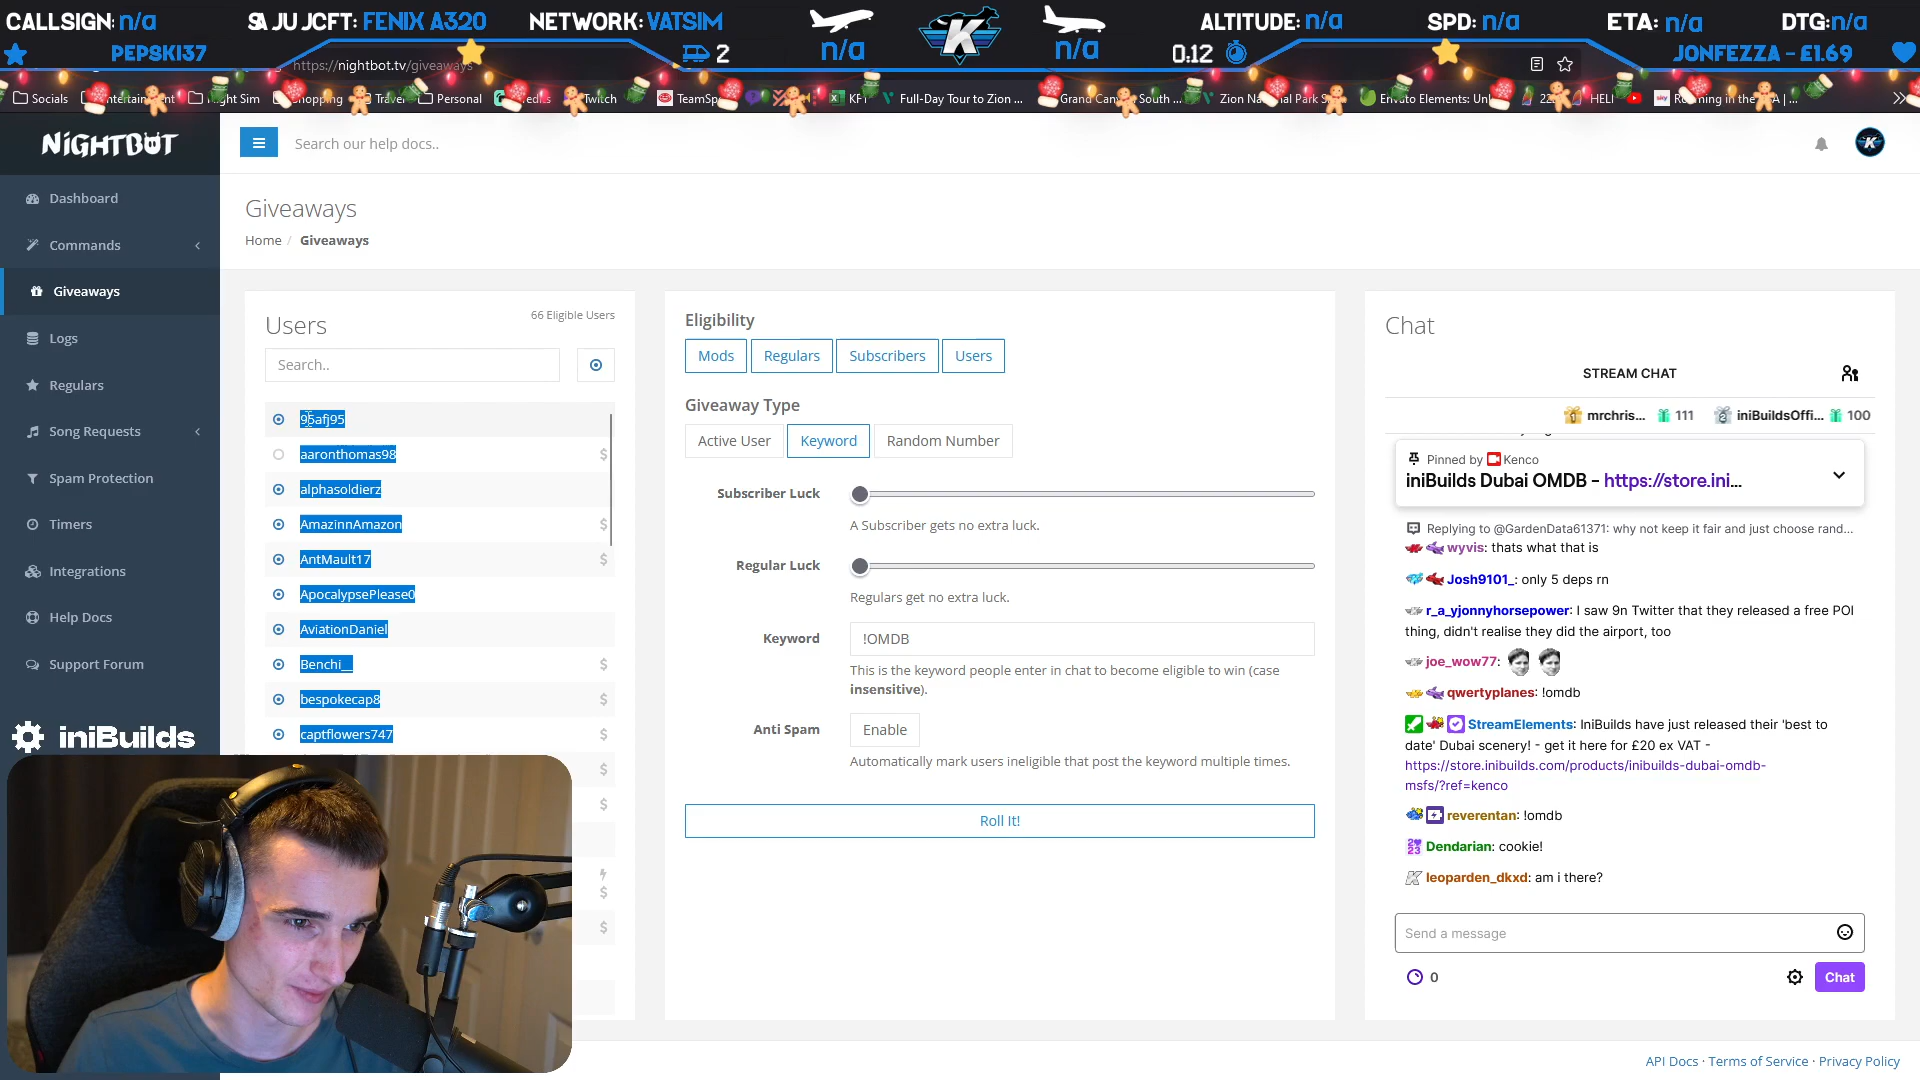 CALLSIGN: n/a
FENIX A320
NETWORK: VATSIM
ALTITUDE: n/a
SPD: n/a
ETA: n/a
DTG:n/a
PEPSKI37
2
n/a
K
n/a
0:12
JONFEZZA - £1.69
https://nightbot.tv/giveaways
Socials
Personal
Twitch
Full-Day Tour to Zion ...
HELI
NIGHTBOT
Search our help docs..
Dashboard
Commands
Giveaways
Logs
Regulars
Song Requests
Spam Protection
Timers
Integrations
Help Docs
Support Forum
iniBuilds
Giveaways
Home / Giveaways
Users
66 Eligible Users
Search..
95afj95
aaronthomas98 $
alphasoldierz
AmazinnAmazon $
AntMault17 $
ApocalypsePlease0
AviationDaniel
Benchi__ $
bespokecap8 $
captflowers747 $
$
$
$
$
Eligibility
Mods
Regulars
Subscribers
Users
Giveaway Type
Active User
Keyword
Random Number
Subscriber Luck
A Subscriber gets no extra luck.
Regular Luck
Regulars get no extra luck.
Keyword
!OMDB
This is the keyword people enter in chat to become eligible to win (case
insensitive).
Anti Spam
Enable
Automatically mark users ineligible that post the keyword multiple times.
Roll It!
Chat
STREAM CHAT
mrchris... 111
iniBuildsOffi... 100
Pinned by Kenco
iniBuilds Dubai OMDB - https://store.ini...
Replying to @GardenData61371: why not keep it fair and just choose rand...
wyvis: thats what that is
Josh9101_: only 5 deps rn
r_a_yjonnyhorsepower: I saw 9n Twitter that they released a free POI
thing, didn't realise they did the airport, too
joe_wow77:
qwertyplanes: !omdb
StreamElements: IniBuilds have just released their 'best to
date' Dubai scenery! - get it here for £20 ex VAT -
https://store.inibuilds.com/products/inibuilds-dubai-omdb-
msfs/?ref=kenco
reverentan: !omdb
Dendarian: cookie!
leoparden_dkxd: am i there?
Send a message
0
Chat
API Docs · Terms of Service · Privacy Policy